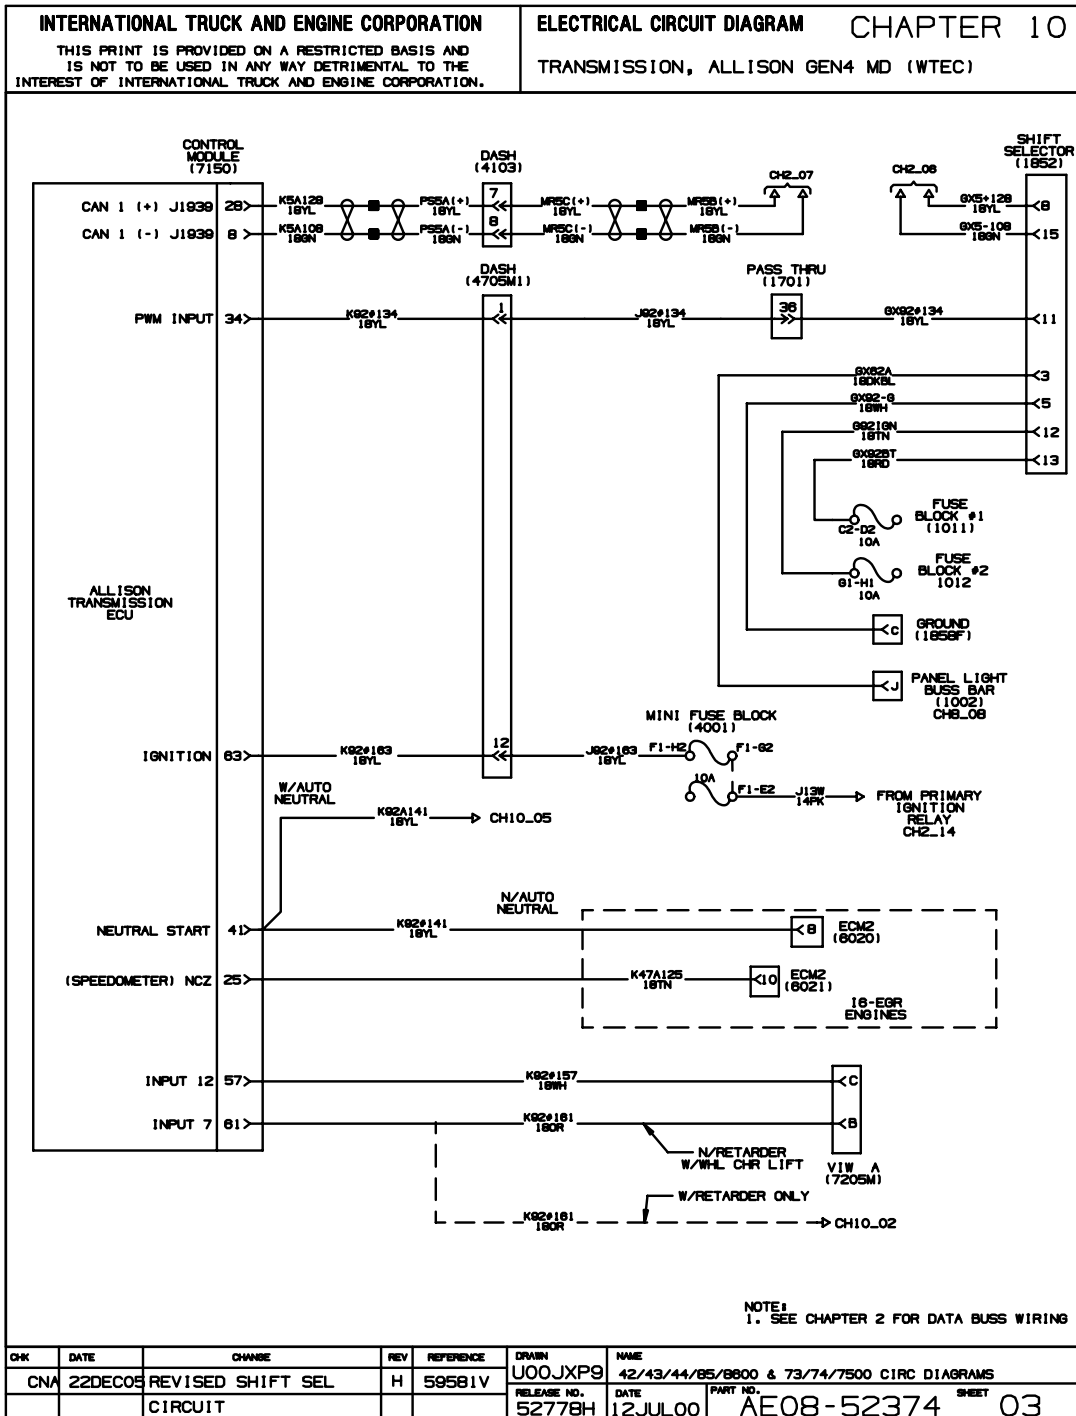 INTERNATIONAL TRUCK AND ENGINE CORPORATION
THIS PRINT IS PROVIDED ON A RESTRICTED BASIS AND
IS NOT TO BE USED IN ANY WAY DETRIMENTAL TO THE
INTEREST OF INTERNATIONAL TRUCK AND ENGINE CORPORATION.
ELECTRICAL CIRCUIT DIAGRAM CHAPTER 10
TRANSMISSION, ALLISON GEN4 MD (WTEC)
CONTROL
MODULE
(7150)
DASH
(4103)
SHIFT
SELECTOR
(1852)
CH2_07
CH2_06
CAN 1 (+) J1939 28
K5A128
18YL
PS5A(+)
18YL
7
MR5C(+)
18YL
MR5B(+)
18YL
GX5+128
18YL
8
CAN 1 (-) J1939 8
K5A108
18GN
PS5A(-)
18GN
8
MR5C(-)
18GN
MR5B(-)
18GN
GX5-108
18GN
15
DASH
(4705M1)
PASS THRU
(1701)
PWM INPUT 34
K92#134
18YL
1
J92#134
18YL
36
GX92#134
18YL
11
GX62A
18DKBL
3
GX92-G
18WH
5
G92IGN
18TN
12
GX92BT
18RD
13
C2-D2
10A
FUSE
BLOCK #1
(1011)
G1-H1
10A
FUSE
BLOCK #2
1012
C
GROUND
(1858F)
J
PANEL LIGHT
BUSS BAR
(1002)
CH8_08
ALLISON
TRANSMISSION
ECU
MINI FUSE BLOCK
(4001)
IGNITION 63
K92#163
18YL
12
J92#163
18YL
F1-H2
F1-G2
10A
F1-E2
J13W
14PK
FROM PRIMARY
IGNITION
RELAY
CH2_14
W/AUTO
NEUTRAL
K92A141
18YL
CH10_05
N/AUTO
NEUTRAL
NEUTRAL START 41
K92#141
18YL
8
ECM2
(6020)
(SPEEDOMETER) NCZ 25
K47A125
18TN
10
ECM2
(6021)
I6-EGR
ENGINES
INPUT 12 57
K92#157
18WH
C
INPUT 7 61
K92#161
18OR
B
N/RETARDER
W/WHL CHR LIFT
VIW A
(7205M)
W/RETARDER ONLY
K92#161
18OR
CH10_02
NOTE:
1. SEE CHAPTER 2 FOR DATA BUSS WIRING
CHK DATE CHANGE REV REFERENCE
CNA 22DEC05 REVISED SHIFT SEL H 59581V
CIRCUIT
DRAWN
U00JXP9
NAME
42/43/44/85/8600 & 73/74/7500 CIRC DIAGRAMS
RELEASE NO.
52778H
DATE
12JUL00
PART NO.
AE08-52374
SHEET
03